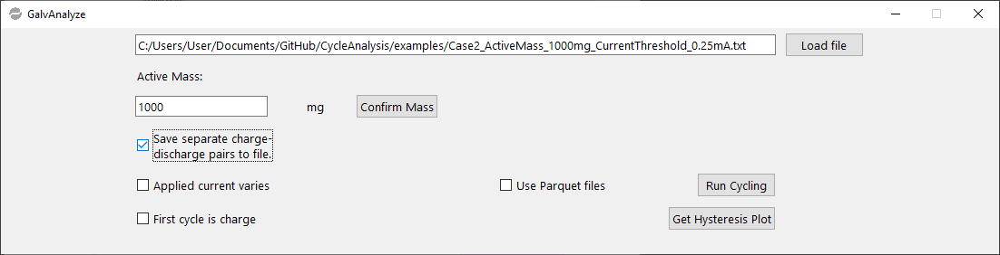 GalvAnalyze
C:/Users/User/Documents/GitHub/CycleAnalysis/examples/Case2_ActiveMass_1000mg_CurrentThreshold_0.25mA.txt
Load file
Active Mass:
1000
mg
Confirm Mass
Save separate charge-
discharge pairs to file.
Applied current varies
Use Parquet files
Run Cycling
First cycle is charge
Get Hysteresis Plot